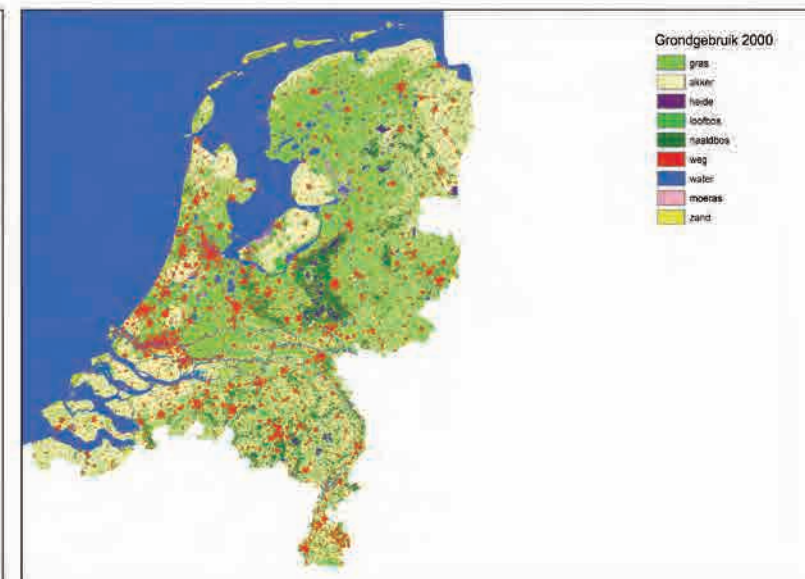 Grondgebruik 2000
gras
akker
heide
loofbos
naaldbos
weg
water
moeras
zand